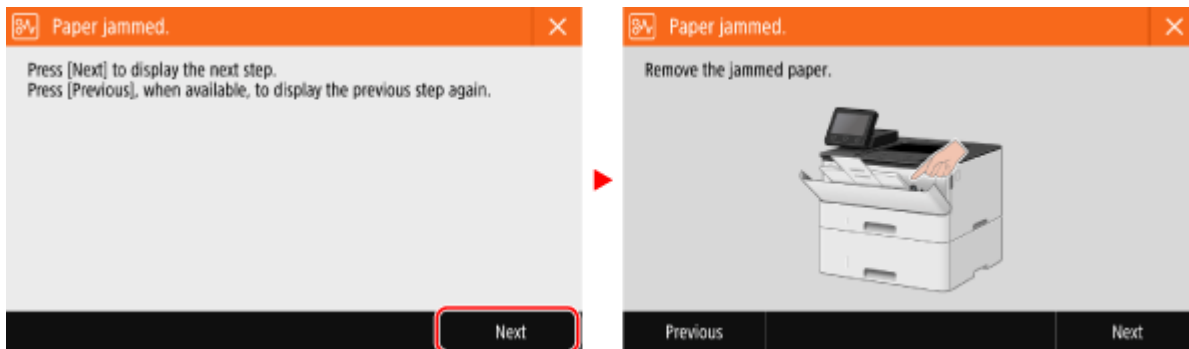 Paper jammed.
Press [Next] to display the next step.
Press [Previous], when available, to display the previous step again.
Next
Paper jammed.
Remove the jammed paper.
Previous
Next